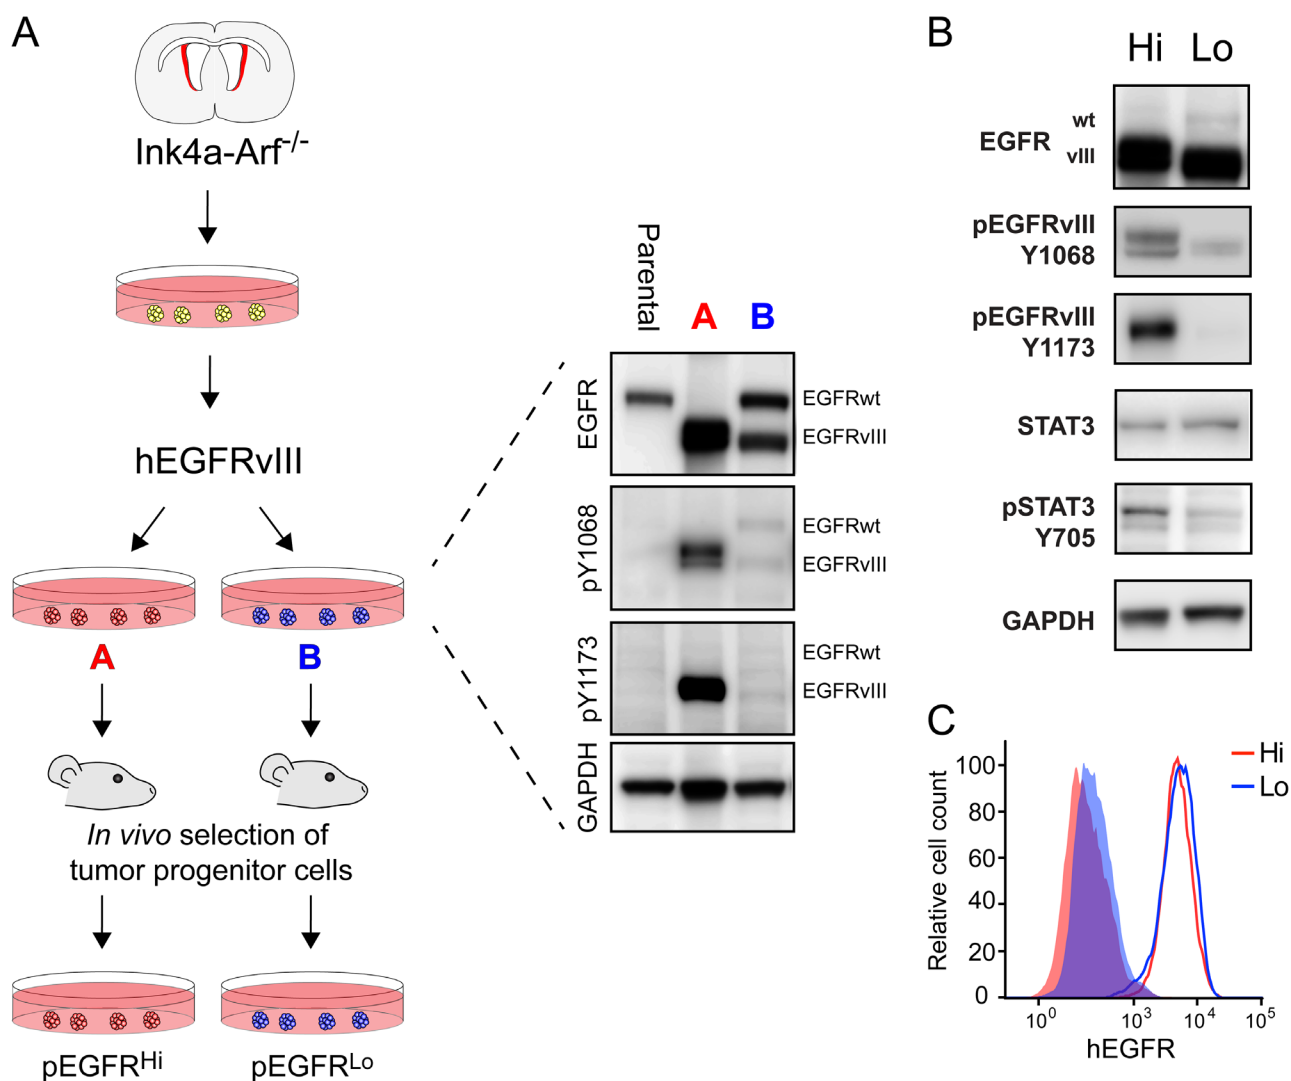 A
Ink4a-Arf-/-
hEGFRvIII
A
B
In vivo selection of
tumor progenitor cells
pEGFRHi
pEGFRLo
Parental
A
B
EGFR
EGFRwt
EGFRvIII
pY1068
EGFRwt
EGFRvIII
pY1173
EGFRwt
EGFRvIII
GAPDH
B
Hi Lo
EGFR
wt
vIII
pEGFRvIII
Y1068
pEGFRvIII
Y1173
STAT3
pSTAT3
Y705
GAPDH
C
Relative cell count
100
80
60
40
20
0
10^0 10^3 10^4 10^5
hEGFR
Hi
Lo